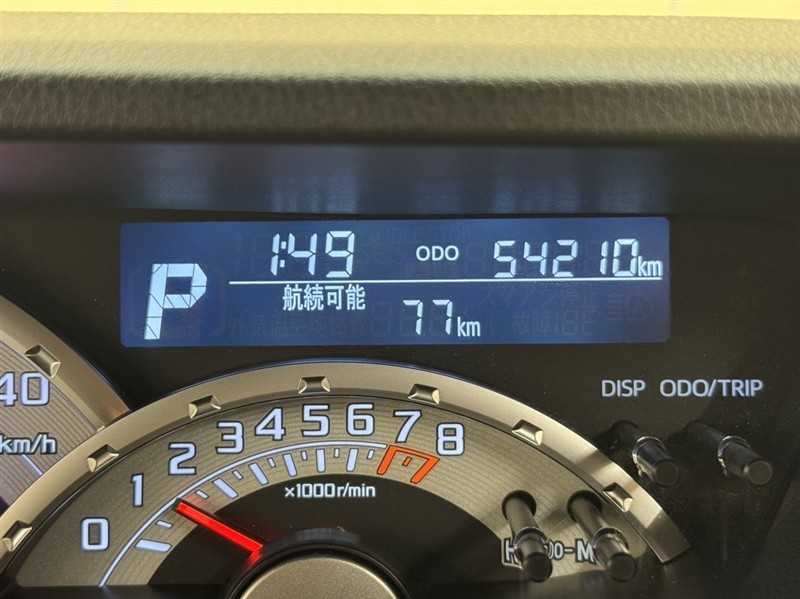 1:49 ODO 54210km
P
航続可能 77km
DISP ODO/TRIP
40
km/h
0 1 2 3 4 5 6 7 8
×1000r/min